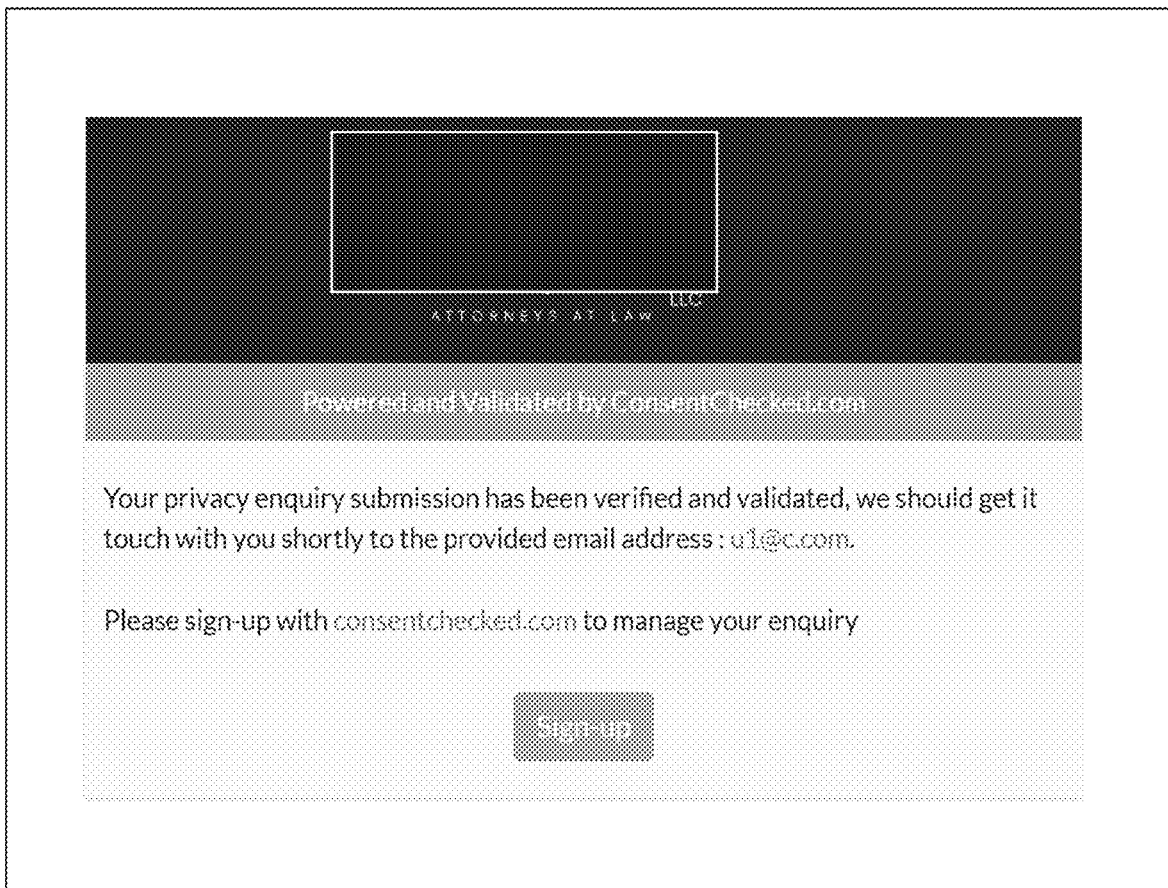 LLC
ATTORNEYS AT LAW
Powered and Validated by ConsentChecked.com
Your privacy enquiry submission has been verified and validated, we should get it
touch with you shortly to the provided email address : u1@c.com.
Please sign-up with consentchecked.com to manage your enquiry
Sign-up